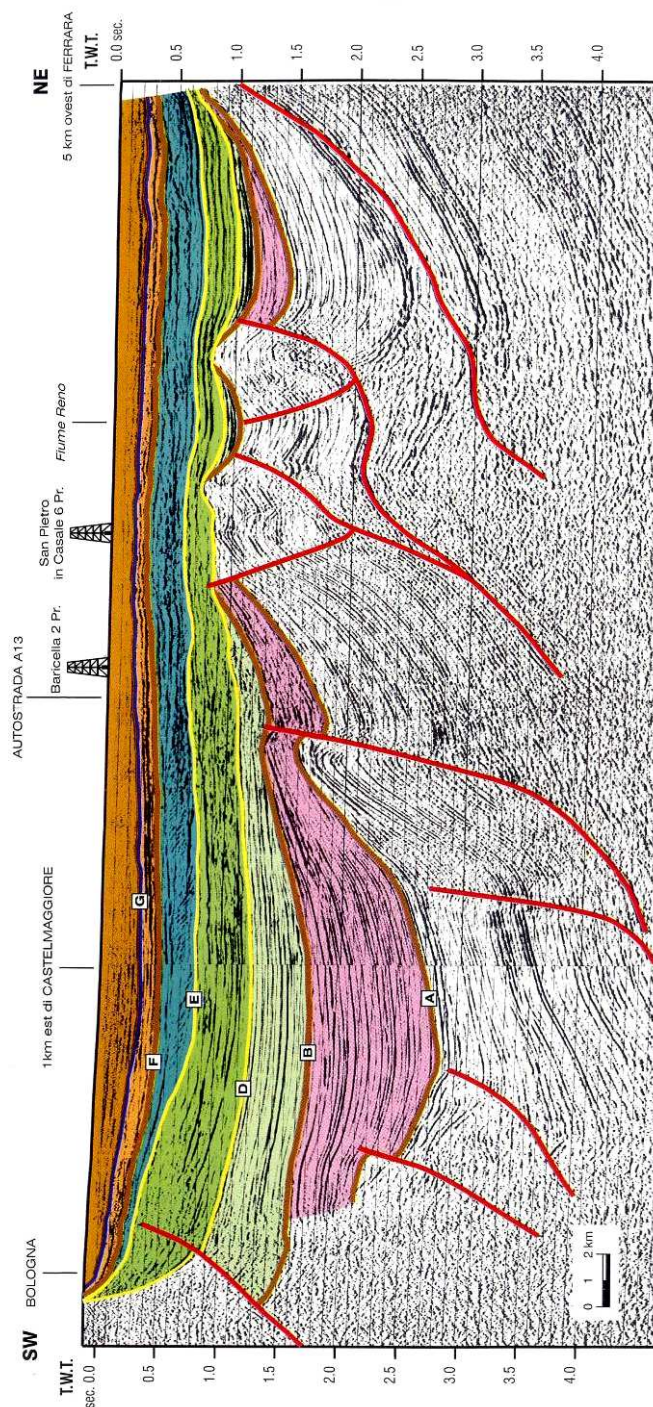 SW
NE
BOLOGNA
1km est di CASTELMAGGIORE
AUTOSTRADA A13
Baricella 2 Pr.
San Pietro
in Casale 6 Pr.
Fiume Reno
5 km ovest di FERRARA
T.W.T.
sec. 0.0
0.5
1.0
1.5
2.0
2.5
3.0
3.5
4.0
T.W.T.
0.0 sec.
0.5
1.0
1.5
2.0
2.5
3.0
3.5
4.0
G
F
E
D
B
A
0 1 2 km